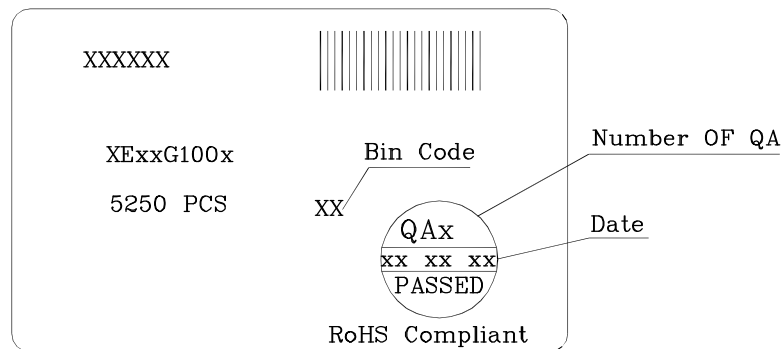 XXXXXX
Number OF QA
XExxG100x
Bin Code
5250 PCS
XX
Date
QAx
xx xx xx
PASSED
RoHS Compliant